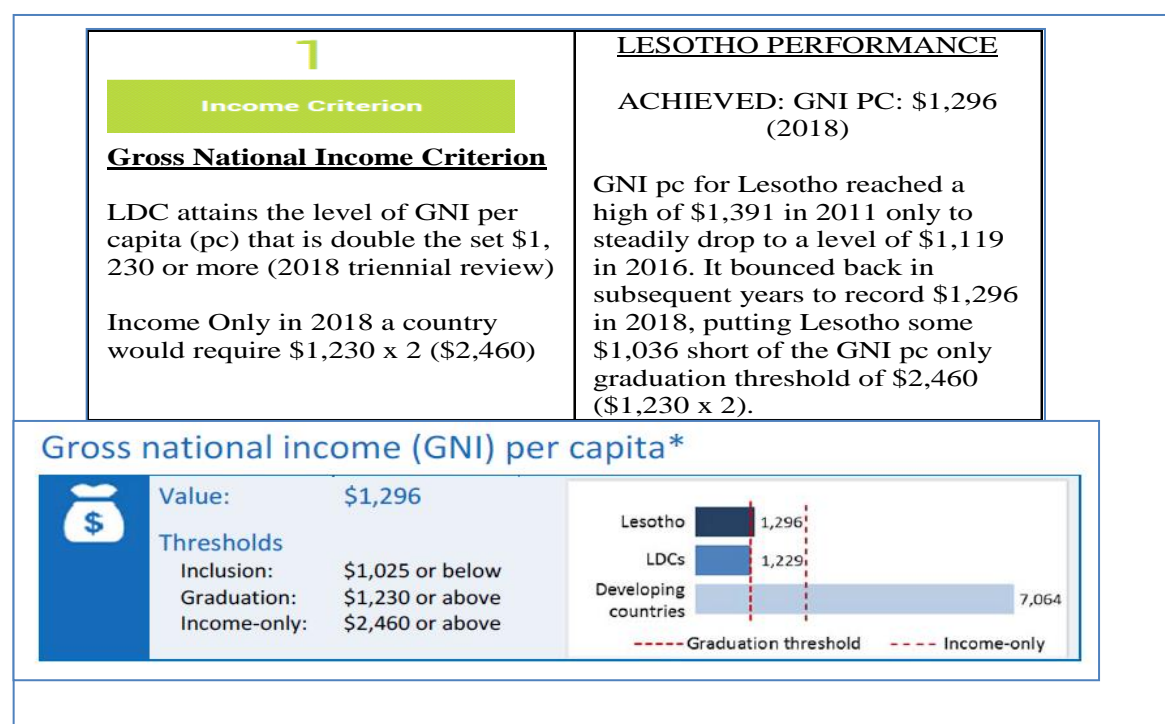 1
Income Criterion
Gross National Income Criterion
LDC attains the level of GNI per
capita (pc) that is double the set $1,
230 or more (2018 triennial review)
Income Only in 2018 a country
would require $1,230 x 2 ($2,460)
LESOTHO PERFORMANCE
ACHIEVED: GNI PC: $1,296
(2018)
GNI pc for Lesotho reached a
high of $1,391 in 2011 only to
steadily drop to a level of $1,119
in 2016. It bounced back in
subsequent years to record $1,296
in 2018, putting Lesotho some
$1,036 short of the GNI pc only
graduation threshold of $2,460
($1,230 x 2).
Gross national income (GNI) per capita*
$
Value: $1,296
Thresholds
Inclusion: $1,025 or below
Graduation: $1,230 or above
Income-only: $2,460 or above
Lesotho 1,296
LDCs 1,229
Developing
countries 7,064
Graduation threshold Income-only